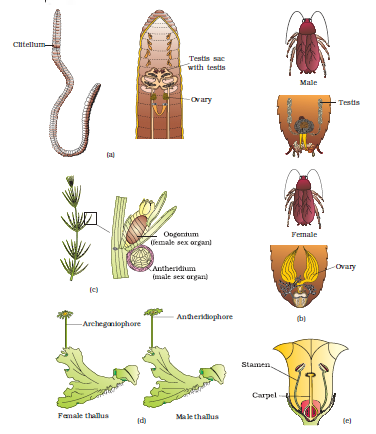 Clitellum
Testis sac
with testis
Ovary
(a)
Male
Testis
Female
Ovary
(b)
Oogonium
(female sex organ)
Antheridium
(male sex organ)
(c)
Archegoniophore
Antheridiophore
Female thallus
(d)
Male thallus
Stamen
Carpel
(e)